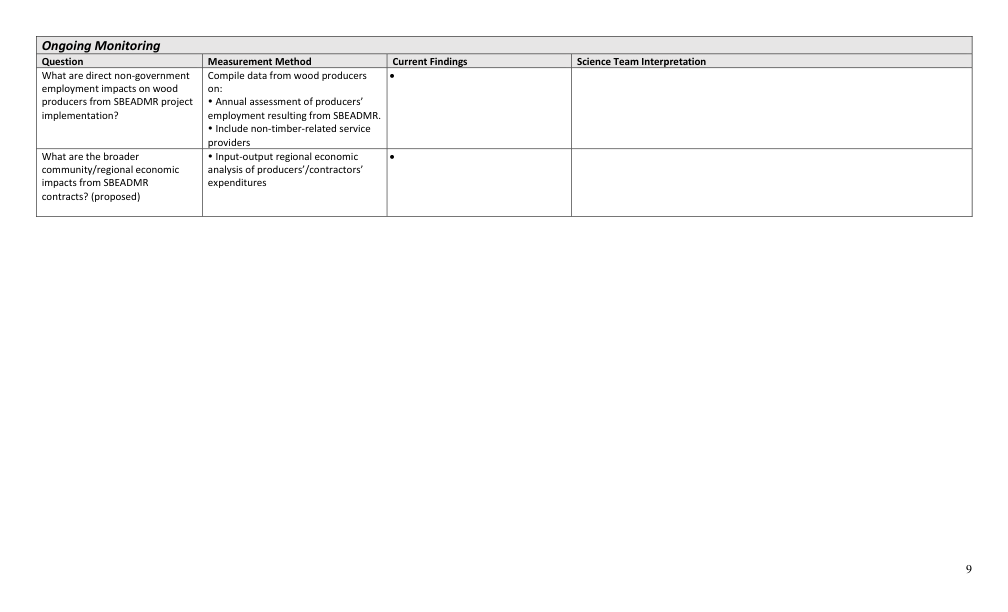 Ongoing Monitoring
Question
Measurement Method
Current Findings
Science Team Interpretation
What are direct non-government
employment impacts on wood
producers from SBEADMR project
implementation?
Compile data from wood producers
on:
• Annual assessment of producers’
employment resulting from SBEADMR.
• Include non-timber-related service
providers
•
What are the broader
community/regional economic
impacts from SBEADMR
contracts? (proposed)
• Input-output regional economic
analysis of producers’/contractors’
expenditures
•
9